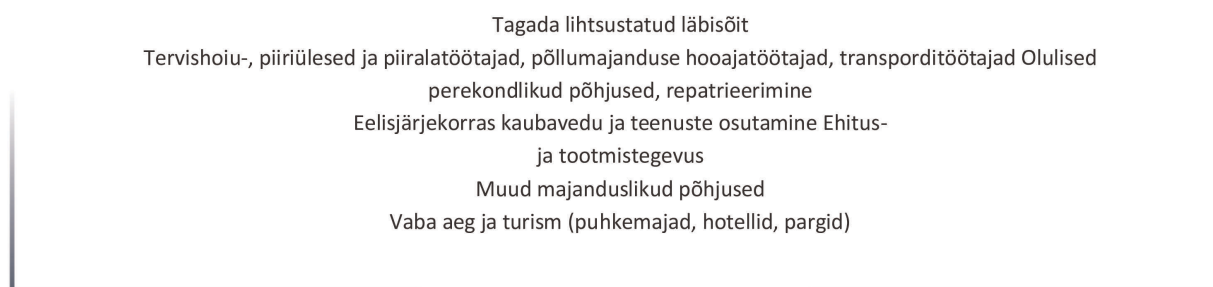 Tagada lihtsustatud läbisõit
Tervishoiu-, piiriülesed ja piiralatöötajad, põllumajanduse hooajatöötajad, transporditöötajad Olulised
perekondlikud põhjused, repatrieerimine
Eelisjärjekorras kaubavedu ja teenuste osutamine Ehitus-
ja tootmistegevus
Muud majanduslikud põhjused
Vaba aeg ja turism (puhkemajad, hotellid, pargid)